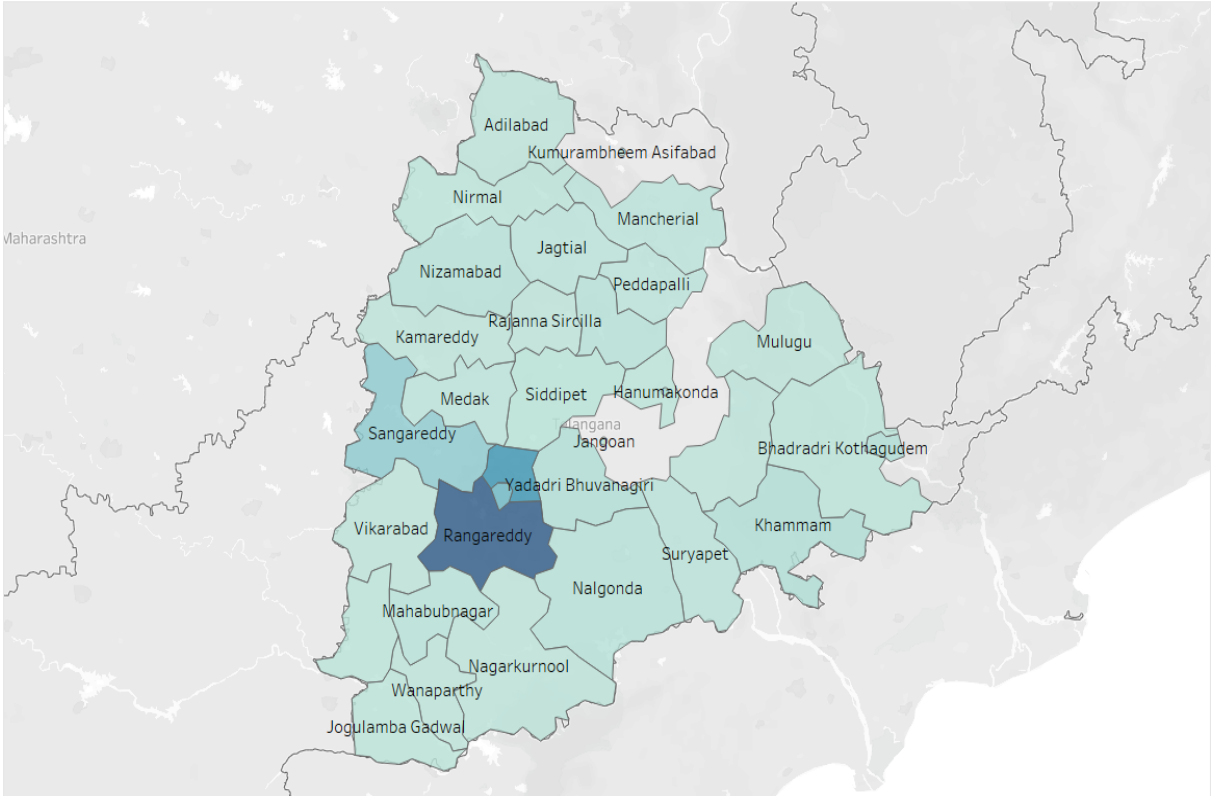 Adilabad
Kumurambheem Asifabad
Nirmal
Mancherial
Maharashtra
Jagtial
Nizamabad
Peddapalli
Rajanna Sircilla
Kamareddy
Mulugu
Medak
Siddipet
Hanumakonda
Telangana
Sangareddy
Jangoan
Bhadradri Kothagudem
Yadadri Bhuvanagiri
Vikarabad
Rangareddy
Khammam
Suryapet
Nalgonda
Mahabubnagar
Nagarkurnool
Wanaparthy
Jogulamba Gadwal